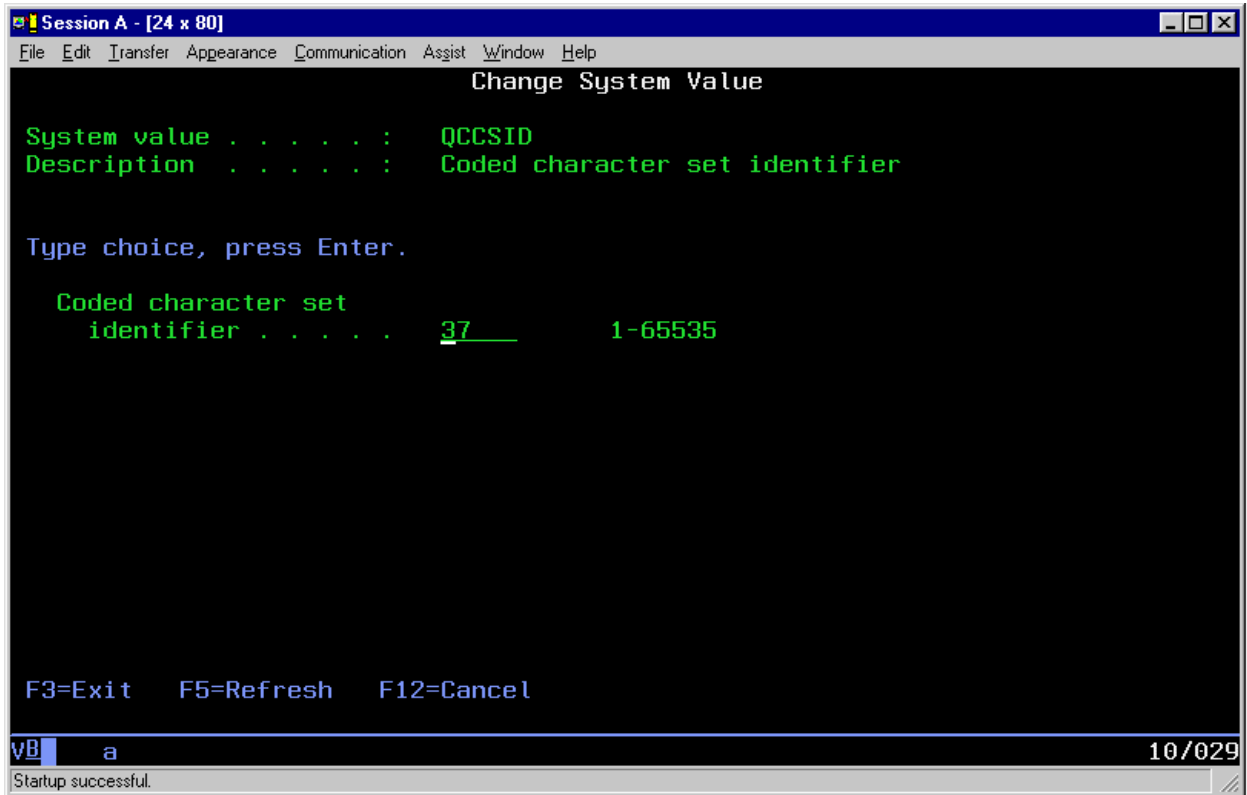 Session A - [24 x 80]
File Edit Transfer Appearance Communication Assist Window Help
Change System Value
System value . . . . . : QCCSID
Description . . . . . : Coded character set identifier
Type choice, press Enter.
Coded character set
identifier . . . . . 37 1-65535
F3=Exit F5=Refresh F12=Cancel
VB a 10/029
Startup successful.